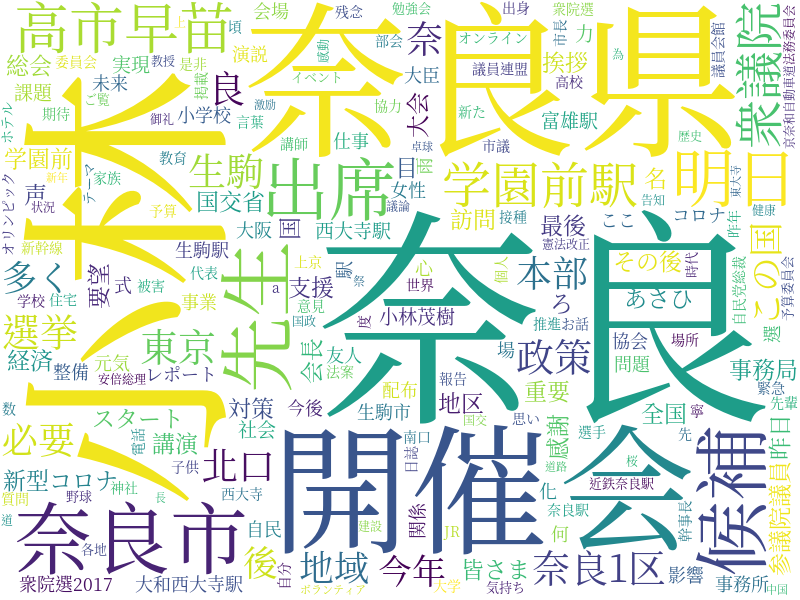 高市早苗
会場
残念
勉強会
出身
衆院選
上
頃
演説
感動
部会
オンライン
市長
力
為
奈良県
衆議院
議員会館
京奈和自動車道法務委員会
総会
委員会
実現
教授
是非
奈
大臣
議員連盟
挨拶
課題
未来
ご覧
掲載
良
イベント
高校
ホテル
期待
小学校
激励
協力
大会
新た
富雄駅
御礼
言葉
講師
卓球
市議
歴史
学園前
テーマ
教育
生駒
出席
仕事
目
雨
学園前駅
明日
東大寺
オリンピック
家族
新年
声
状況
予算
国交省
議論
女性
名
告知
健康
小林
新幹線
大阪
国
西大寺駅
訪問
接種
最後
ここ
コロナ
昨年
多く
要望
生駒駅
式
代表
駅
上京
心
個人
憲法改正
その後
この国
時代
予算委員会
自民党総裁
学校
住宅
被害
先生
a
支援
祭
世界
奈良
本部
ろ
あさひ
選
選挙
事業
会長
意見
国政
度
小林茂樹
推進
お話
協会
場所
東京
経済
整備
元気
安倍総理
レポート
友人
法案
場
政策
問題
事務局
数
スタート
対策
今後
配布
生駒市
報告
地区
思い
重要
全国
緊急
必要
電話
講演
社会
開催
会
感謝
寧
先輩
新型コロナ
子供
北口
南口
日誌
国交
選手
先
候補
昨日
参議院議員
質問
野球
神社
長
西大寺
自民
関係
道路
桜
化
近鉄奈良駅
道
奈良市
各地
後
地域
建設
JR
奈良駅
何
幹事長
衆院選2017
大和西大寺駅
自分
ボランティア
今年
大学
皆さま
気持ち
奈良1区
影響
事務所
中国